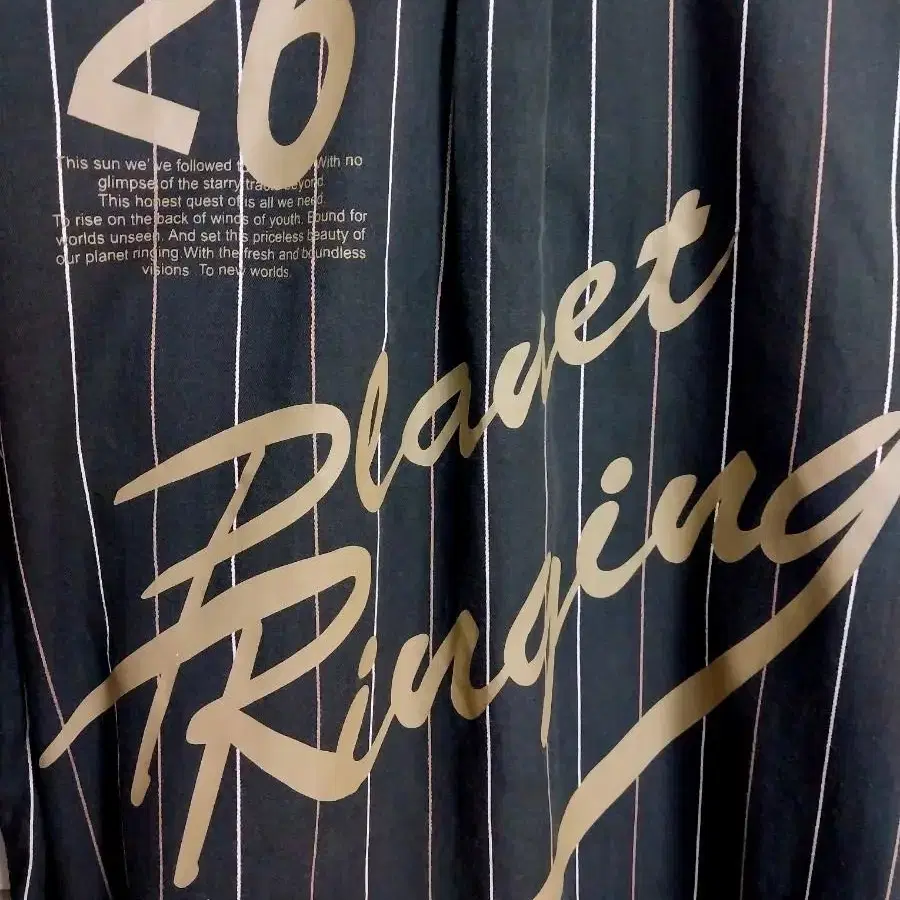 26
This sun we've followed With no
glimpse of the starry track beyond.
This honest quest of is all we need.
To rise on the back of wings of youth. Bound for
worlds unseen. And set this priceless beauty of
our planet ringing.With the fresh and boundless
visions To new worlds.
Planet
Ringing